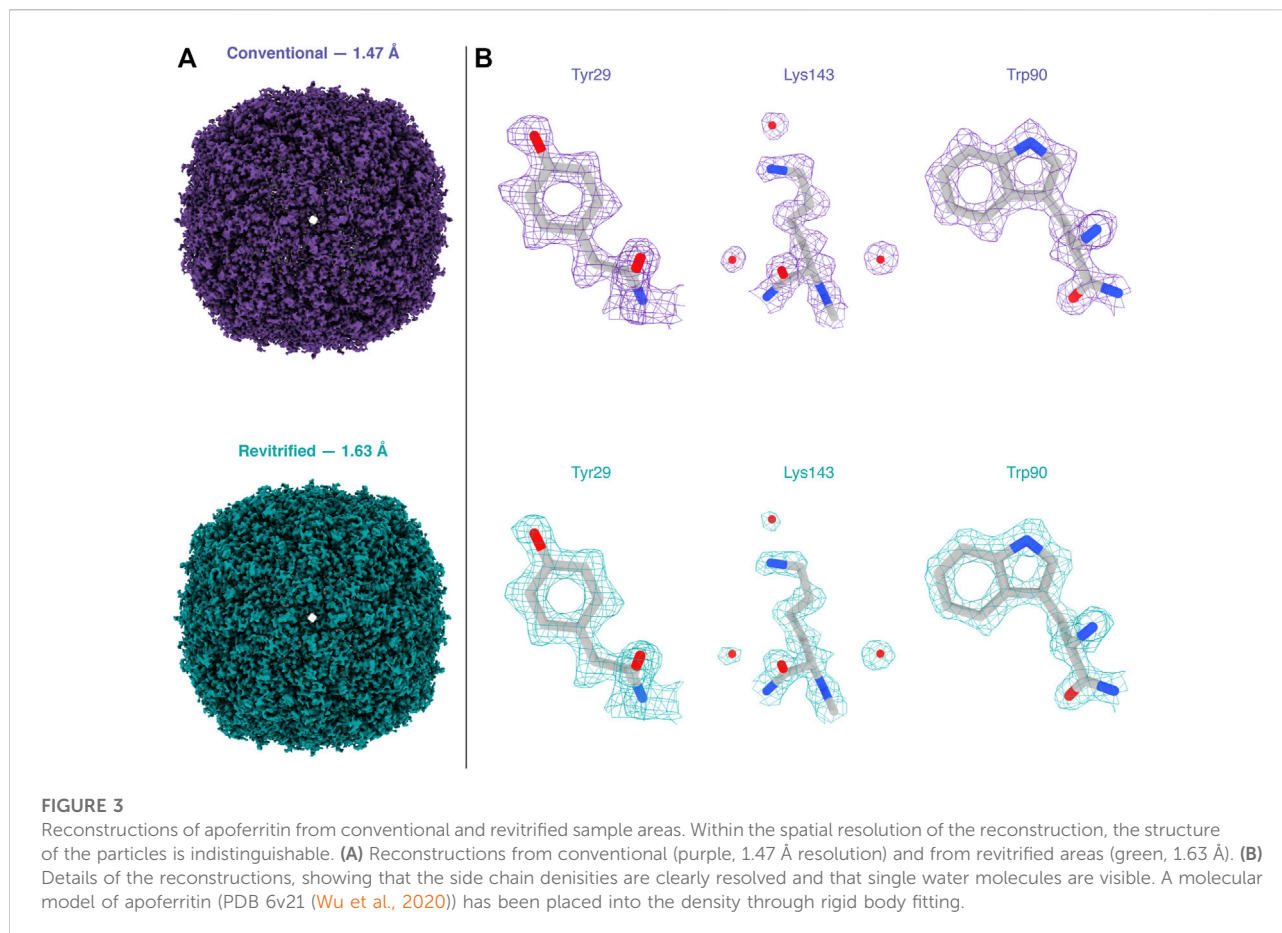 A
Conventional — 1.47 Å
B
Tyr29
Lys143
Trp90
Revitrified — 1.63 Å
Tyr29
Lys143
Trp90
FIGURE 3
Reconstructions of apoferritin from conventional and revitrified sample areas. Within the spatial resolution of the reconstruction, the structure
of the particles is indistinguishable. (A) Reconstructions from conventional (purple, 1.47 Å resolution) and from revitrified areas (green, 1.63 Å). (B)
Details of the reconstructions, showing that the side chain denisities are clearly resolved and that single water molecules are visible. A molecular
model of apoferritin (PDB 6v21 (Wu et al., 2020)) has been placed into the density through rigid body fitting.